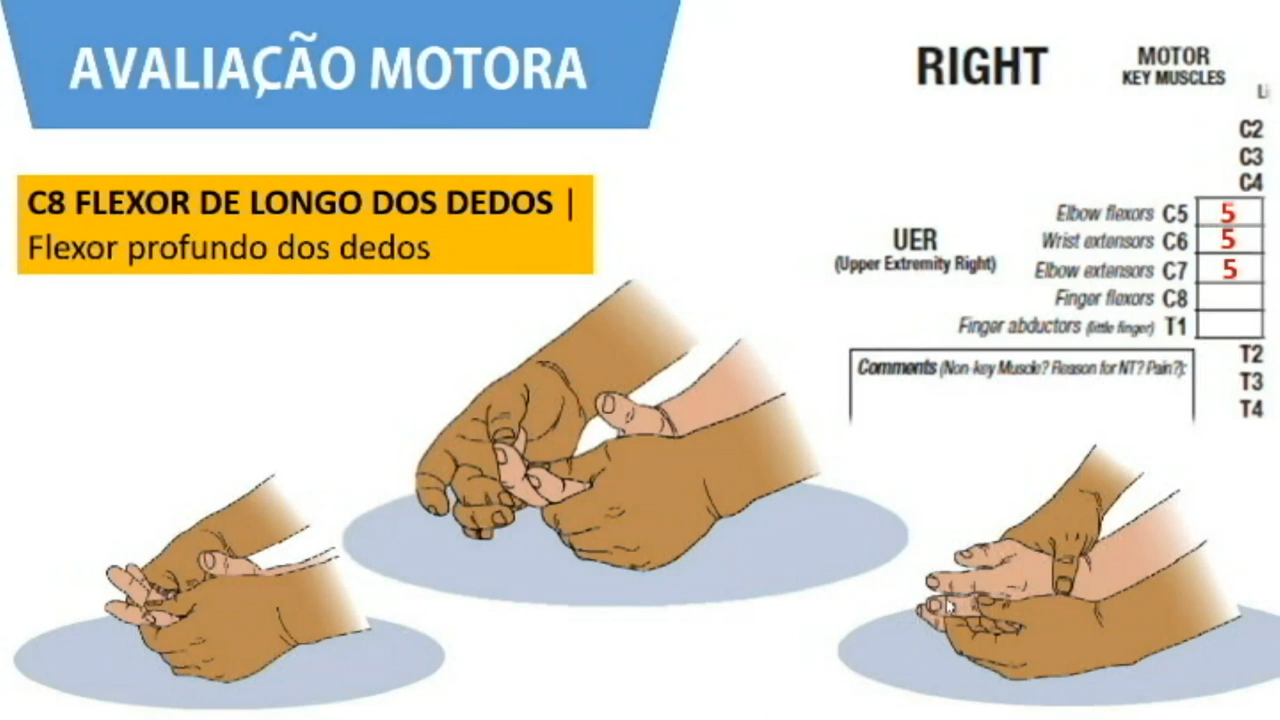 AVALIAÇÃO MOTORA
C8 FLEXOR DE LONGO DOS DEDOS |
Flexor profundo dos dedos
RIGHT
MOTOR
KEY MUSCLES
C2
C3
C4
Elbow flexors C5 5
Wrist extensors C6 5
Elbow extensors C7 5
Finger flexors C8
Finger abductors (little finger) T1
UER
(Upper Extremity Right)
Comments (Non-key Muscle? Reason for NT? Pain?):
T2
T3
T4